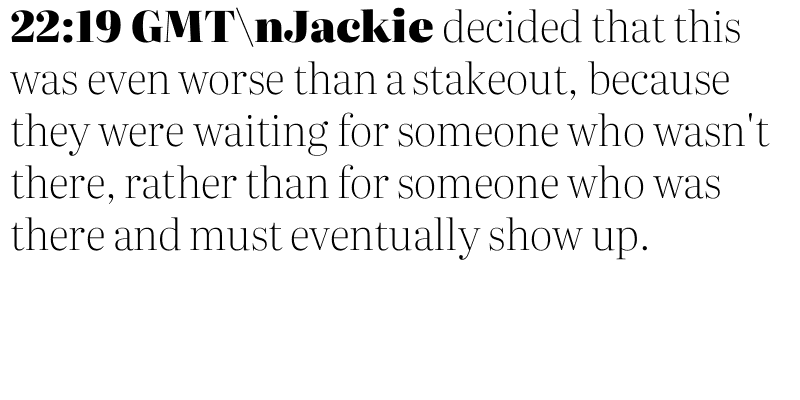 22:19 GMT\nJackie decided that this
was even worse than a stakeout, because
they were waiting for someone who wasn't
there, rather than for someone who was
there and must eventually show up.